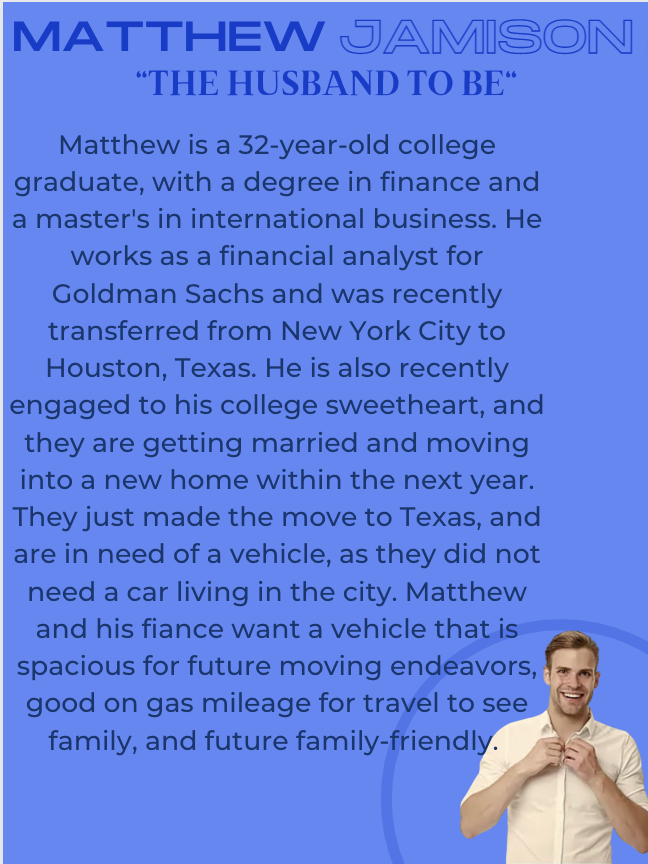 MATTHEW JAMISON
“THE HUSBAND TO BE“
Matthew is a 32-year-old college
graduate, with a degree in finance and
a master's in international business. He
works as a financial analyst for
Goldman Sachs and was recently
transferred from New York City to
Houston, Texas. He is also recently
engaged to his college sweetheart, and
they are getting married and moving
into a new home within the next year.
They just made the move to Texas, and
are in need of a vehicle, as they did not
need a car living in the city. Matthew
and his fiance want a vehicle that is
spacious for future moving endeavors,
good on gas mileage for travel to see
family, and future family-friendly.